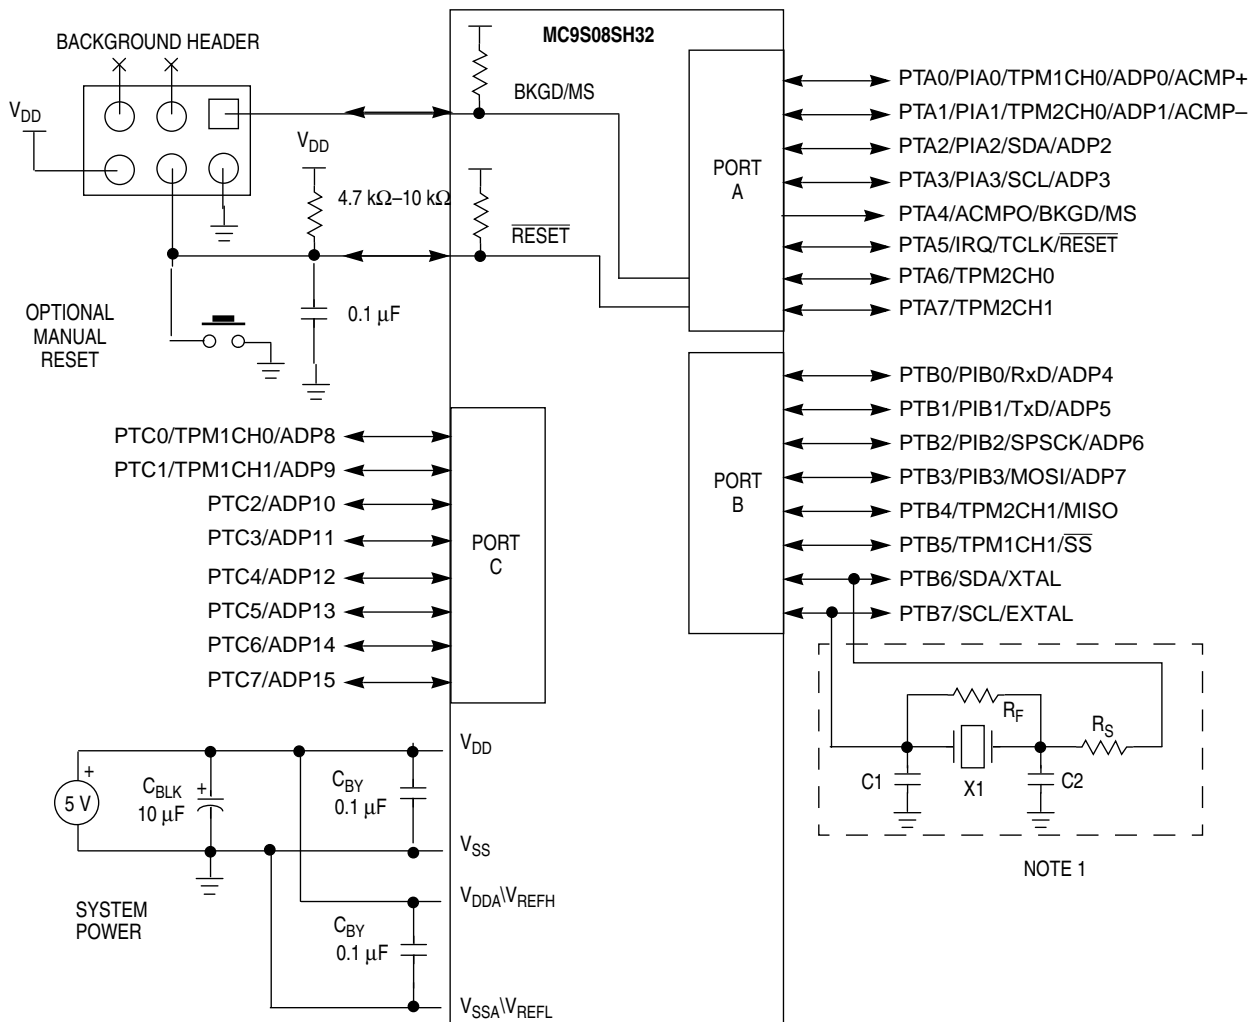 MC9S08SH32
BACKGROUND HEADER
VDD
BKGD/MS
VDD
4.7 kΩ–10 kΩ
RESET
0.1 μF
OPTIONAL
MANUAL
RESET
PORT
A
PTA0/PIA0/TPM1CH0/ADP0/ACMP+
PTA1/PIA1/TPM2CH0/ADP1/ACMP–
PTA2/PIA2/SDA/ADP2
PTA3/PIA3/SCL/ADP3
PTA4/ACMPO/BKGD/MS
PTA5/IRQ/TCLK/RESET
PTA6/TPM2CH0
PTA7/TPM2CH1
PORT
B
PTB0/PIB0/RxD/ADP4
PTB1/PIB1/TxD/ADP5
PTB2/PIB2/SPSCK/ADP6
PTB3/PIB3/MOSI/ADP7
PTB4/TPM2CH1/MISO
PTB5/TPM1CH1/SS
PTB6/SDA/XTAL
PTB7/SCL/EXTAL
PTC0/TPM1CH0/ADP8
PTC1/TPM1CH1/ADP9
PTC2/ADP10
PTC3/ADP11
PTC4/ADP12
PTC5/ADP13
PTC6/ADP14
PTC7/ADP15
PORT
C
RF
RS
C1
X1
C2
NOTE 1
VDD
+
5 V
CBLK
+
10 μF
CBY
0.1 μF
VSS
VDDA\VREFH
SYSTEM
POWER
CBY
0.1 μF
VSSA\VREFL